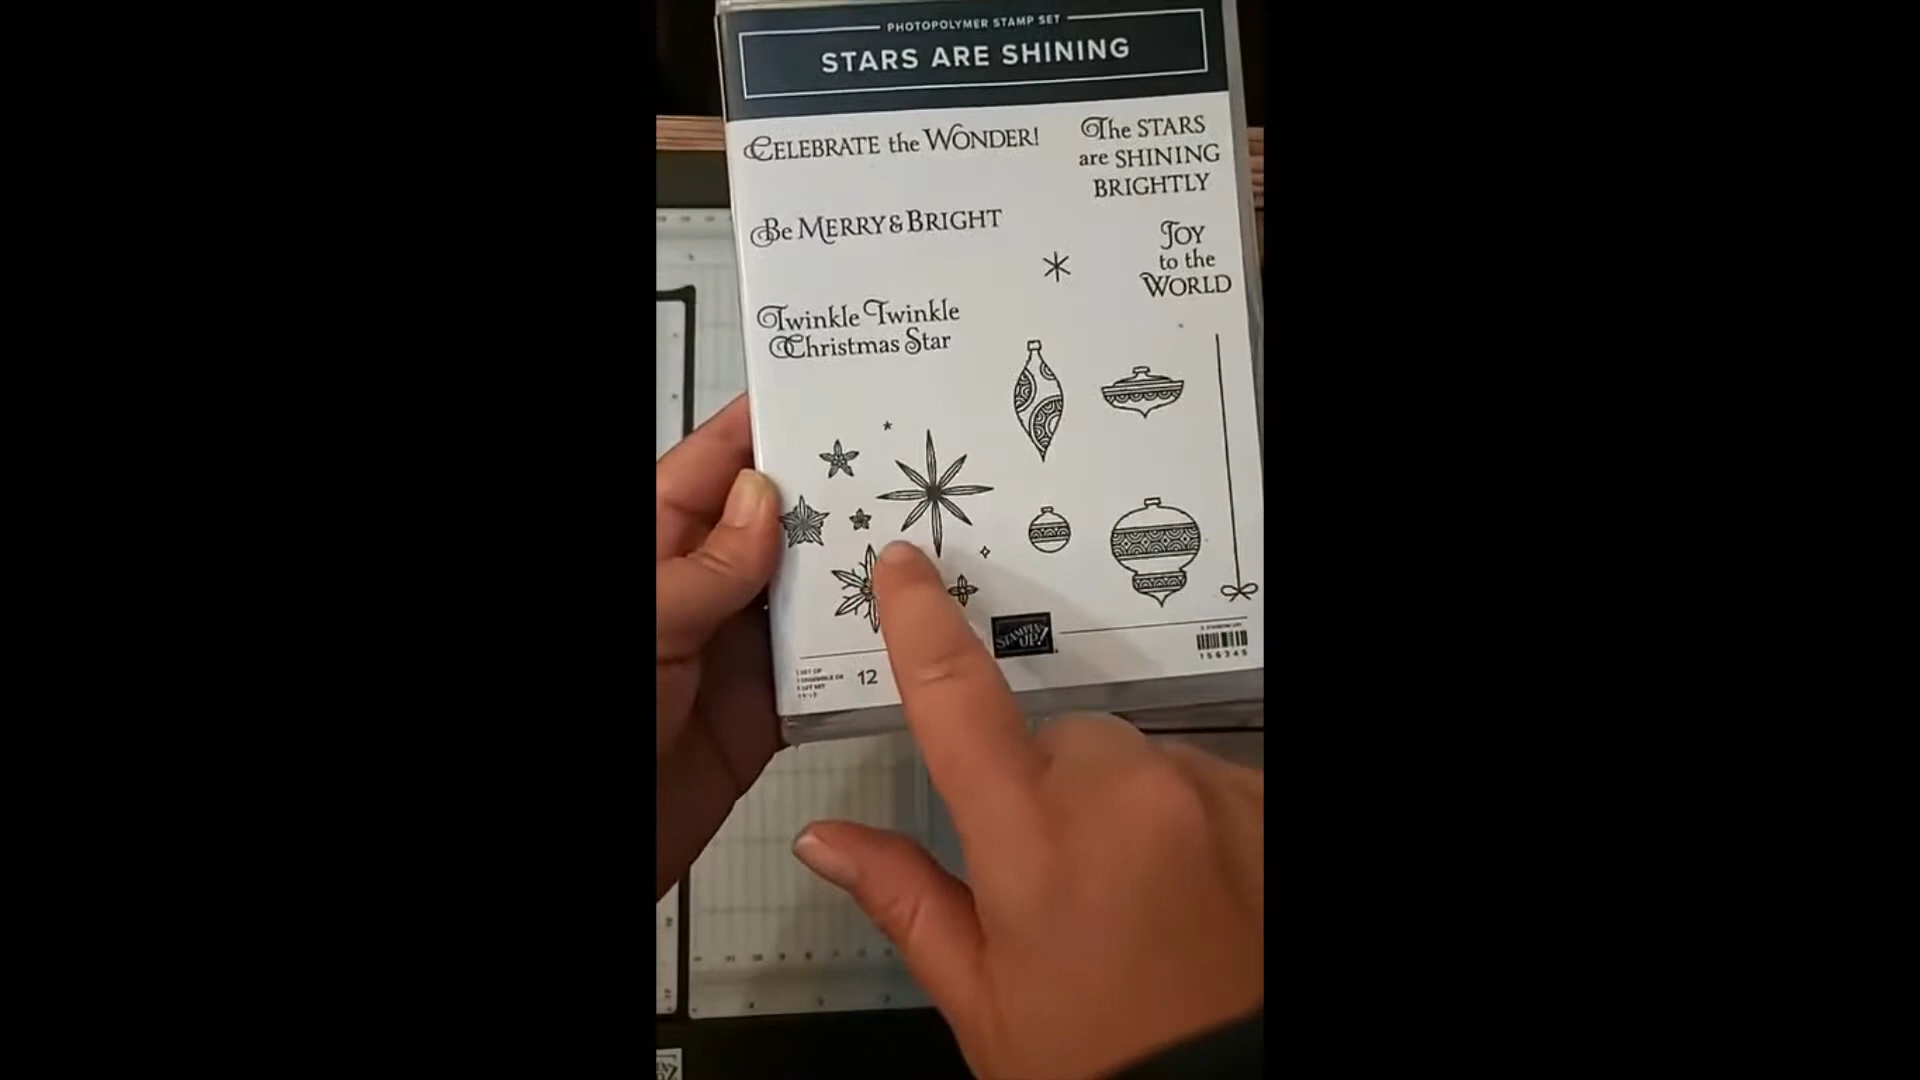 PHOTOPOLYMER STAMP SET
STARS ARE SHINING
CELEBRATE the WONDER!
The STARS
are SHINING
BRIGHTLY
Be MERRY & BRIGHT
JOY
to the
WORLD
Twinkle Twinkle
Christmas Star
STAMPIN'
UP!
156345
12